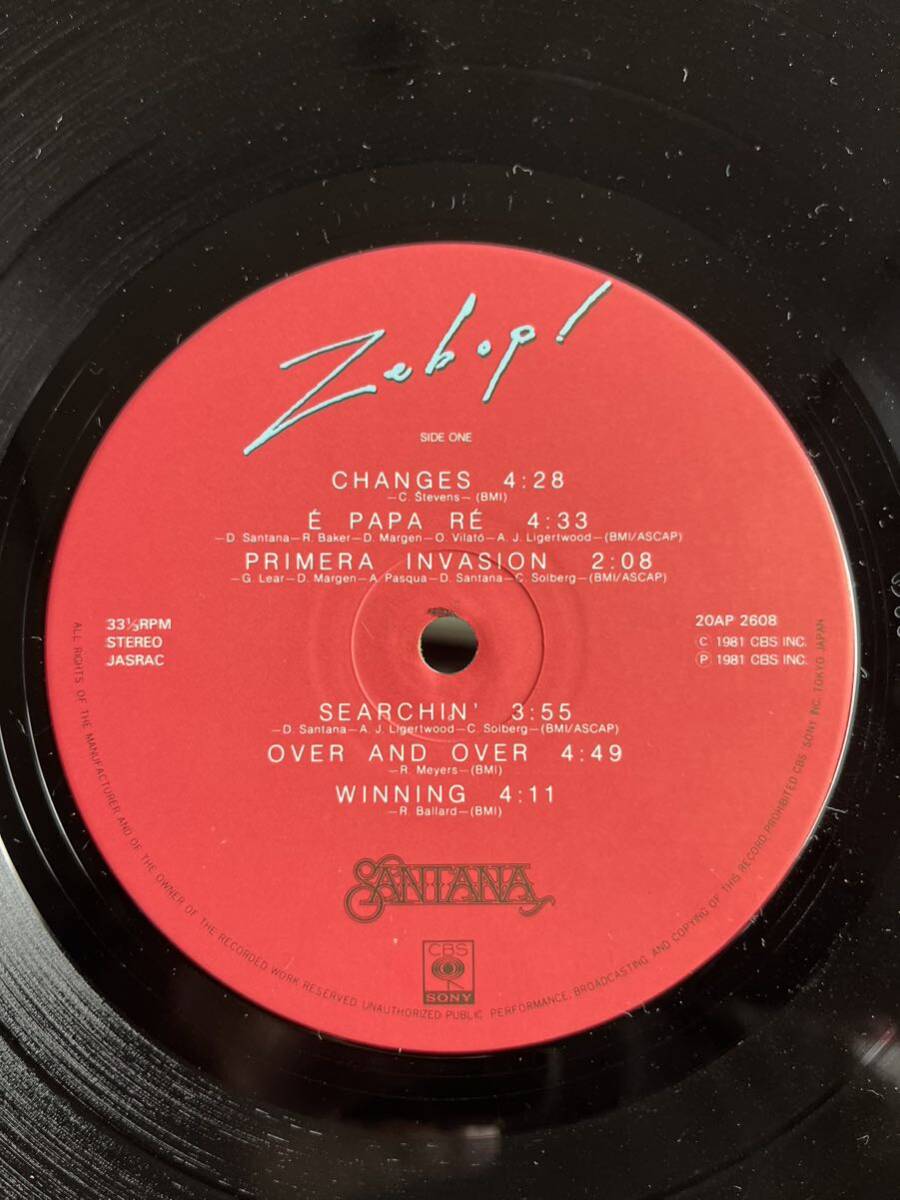 Zebop!
SIDE ONE
CHANGES 4:28
—C. Stevens—(BMI)
É PAPA RÉ 4:33
—D. Santana—R. Baker—D. Margen—O. Vilató—A. J. Ligertwood—(BMI/ASCAP)
PRIMERA INVASION 2:08
—G. Lear—D. Margen—A. Pasqua—D. Santana—C. Solberg—(BMI/ASCAP)
33⅓RPM
STEREO
JASRAC
20AP 2608
Ⓒ 1981 CBS INC.
Ⓟ 1981 CBS INC.
SEARCHIN' 3:55
—D. Santana—A. J. Ligertwood—C. Solberg—(BMI/ASCAP)
OVER AND OVER 4:49
—R. Meyers—(BMI)
WINNING 4:11
—R. Ballard—(BMI)
SANTANA
CBS
SONY
ALL RIGHTS OF THE MANUFACTURER AND OF THE OWNER OF THE RECORDED WORK RESERVED. UNAUTHORIZED PUBLIC PERFORMANCE, BROADCASTING AND COPYING OF THIS RECORD PROHIBITED CBS SONY INC. TOKYO JAPAN